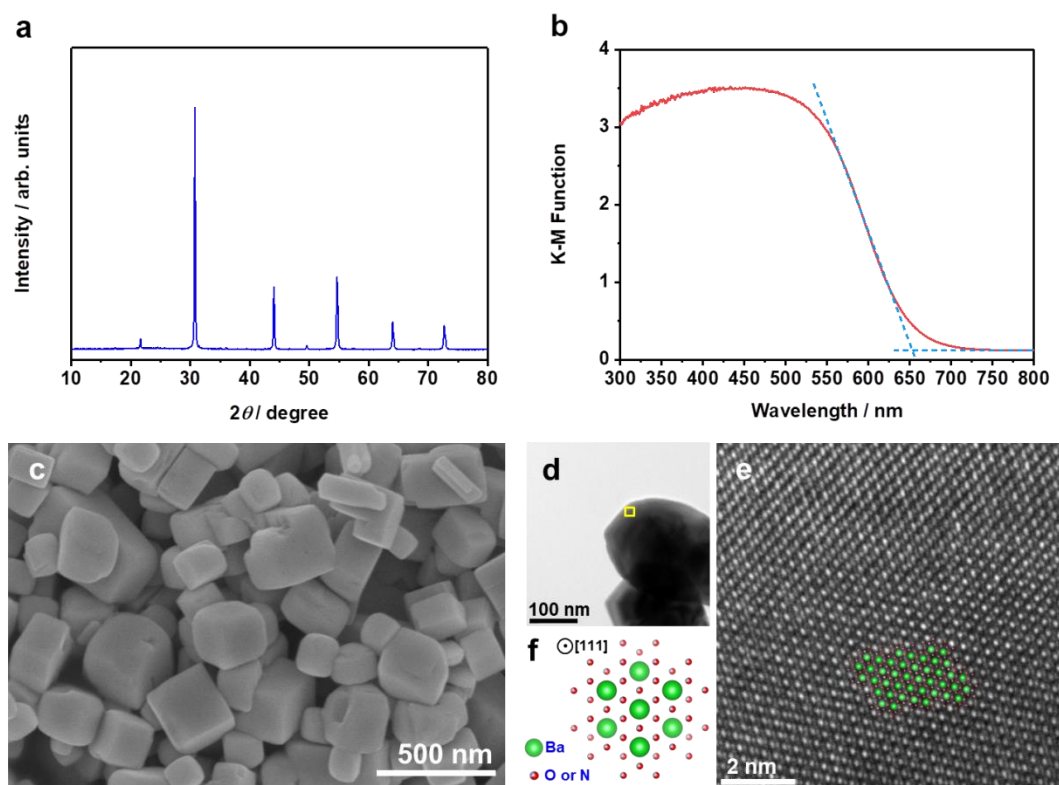 a
Intensity / arb. units
10 20 30 40 50 60 70 80
2θ / degree
b
K-M Function
4
3
2
1
0
300 350 400 450 500 550 600 650 700 750 800
Wavelength / nm
c
500 nm
d
100 nm
f
[111]
Ba
O or N
e
2 nm